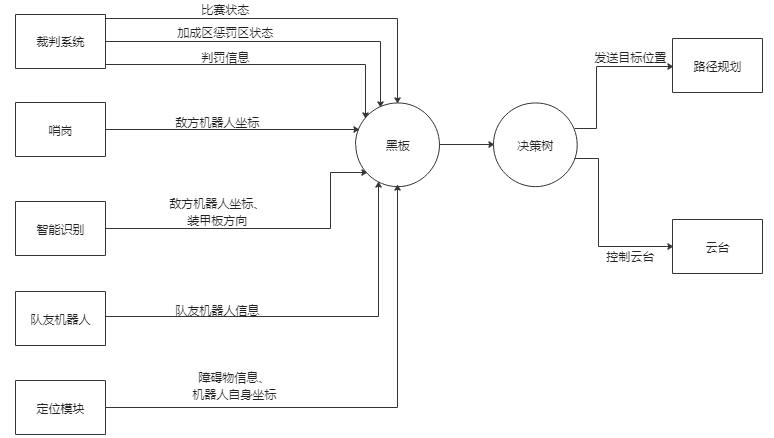 比赛状态
加成区惩罚区状态
裁判系统
判罚信息
发送目标位置
路径规划
哨岗
敌方机器人坐标
黑板
决策树
敌方机器人坐标、
装甲板方向
智能识别
云台
控制云台
队友机器人
队友机器人信息
障碍物信息、
机器人自身坐标
定位模块